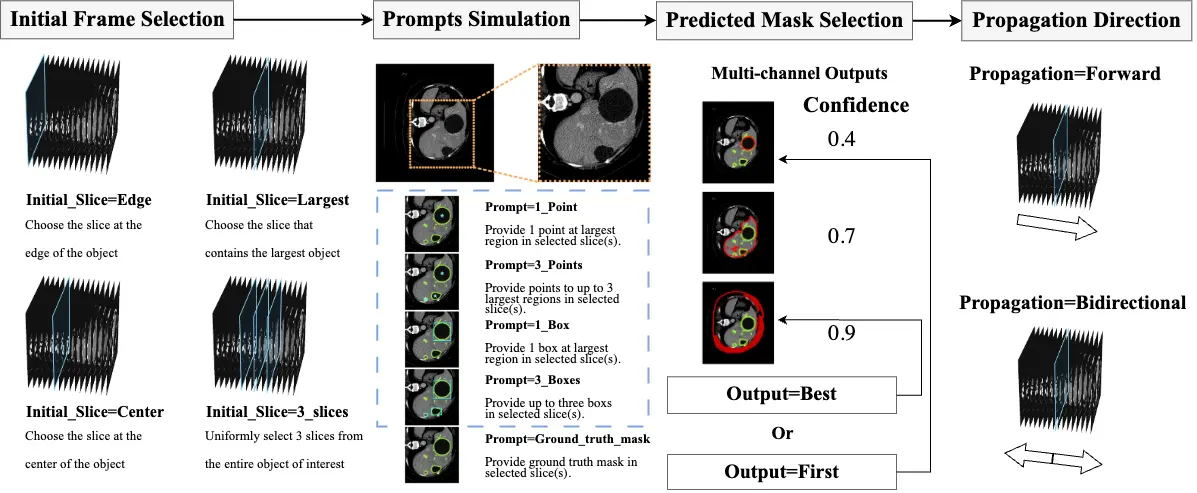 Initial Frame Selection
Prompts Simulation
Predicted Mask Selection
Propagation Direction
Initial_Slice=Edge
Choose the slice at the
edge of the object
Initial_Slice=Largest
Choose the slice that
contains the largest object
Initial_Slice=Center
Choose the slice at the
center of the object
Initial_Slice=3_slices
Uniformly select 3 slices from
the entire object of interest
Prompt=1_Point
Provide 1 point at largest
region in selected slice(s).
Prompt=3_Points
Provide points to up to 3
largest regions in selected
slice(s).
Prompt=1_Box
Provide 1 box at largest
region in selected slice(s).
Prompt=3_Boxes
Provide up to three boxs
in selected slice(s).
Prompt=Ground_truth_mask
Provide ground truth mask in
selected slice(s).
Multi-channel Outputs
Confidence
0.4
0.7
0.9
Output=Best
Or
Output=First
Propagation=Forward
Propagation=Bidirectional